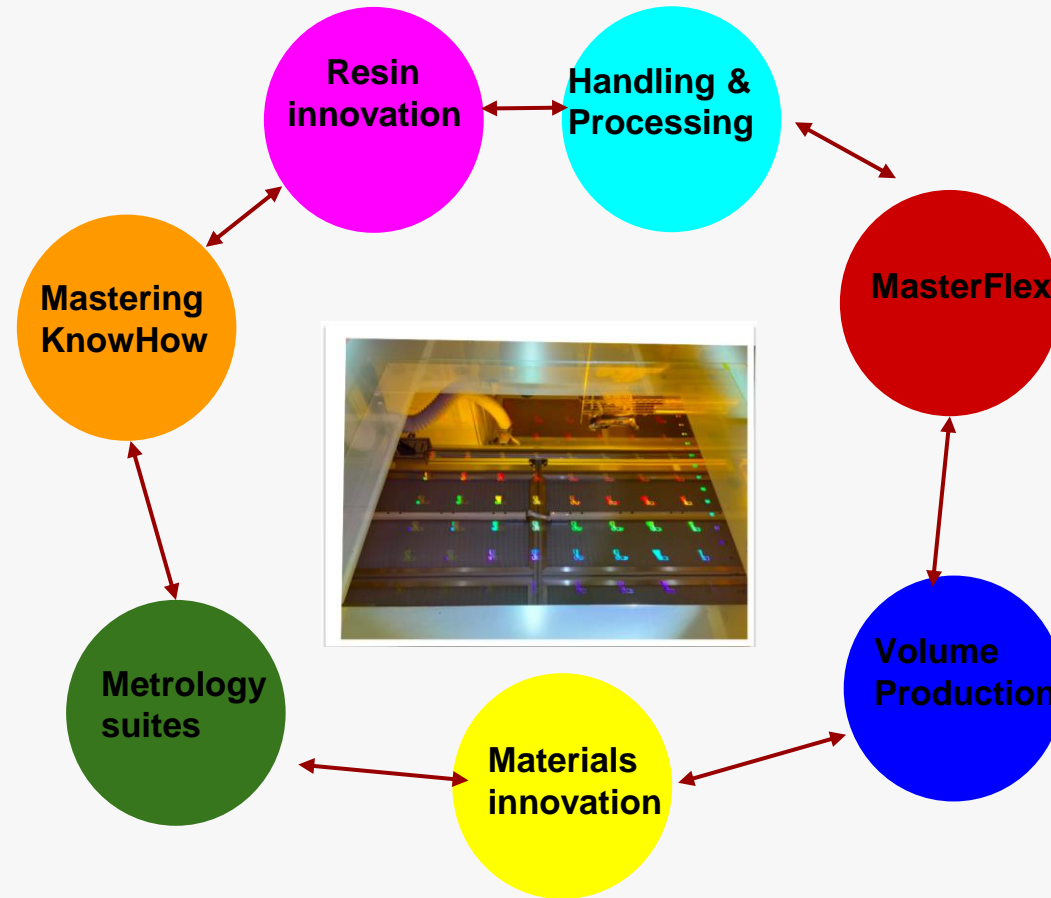 Resin
innovation
Handling &
Processing
MasterFlex
Mastering
KnowHow
Volume
Production
Metrology
suites
Materials
innovation